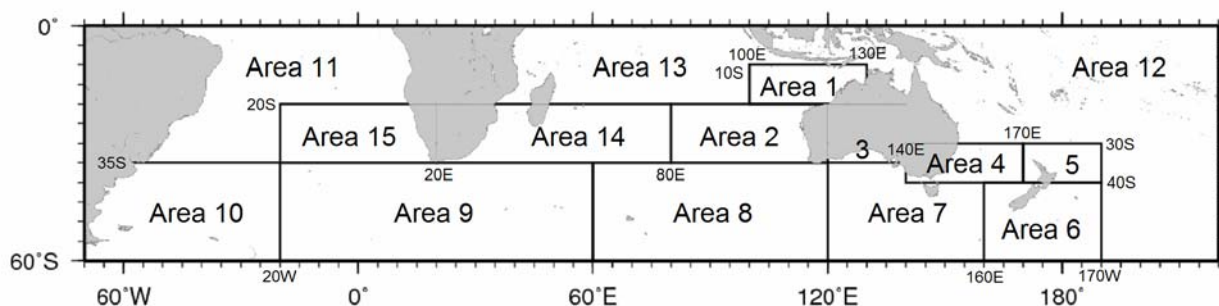 0°
100E
130E
Area 11
Area 13
Area 12
10S
Area 1
20S
170E
Area 15
Area 14
Area 2
3
140E
30S
35S
Area 4
5
20E
80E
40S
Area 10
Area 9
Area 8
Area 7
Area 6
60°S
20W
160E
170W
60°W
0°
60°E
120°E
180°